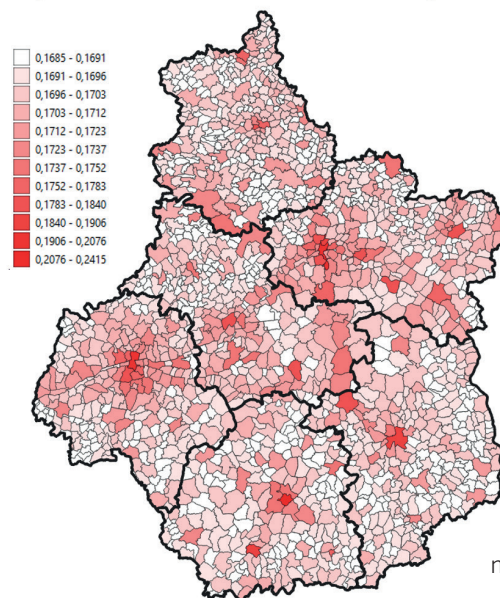 0,1685 - 0,1691
0,1691 - 0,1696
0,1696 - 0,1703
0,1703 - 0,1712
0,1712 - 0,1723
0,1723 - 0,1737
0,1737 - 0,1752
0,1752 - 0,1783
0,1783 - 0,1840
0,1840 - 0,1906
0,1906 - 0,2076
0,2076 - 0,2415
n